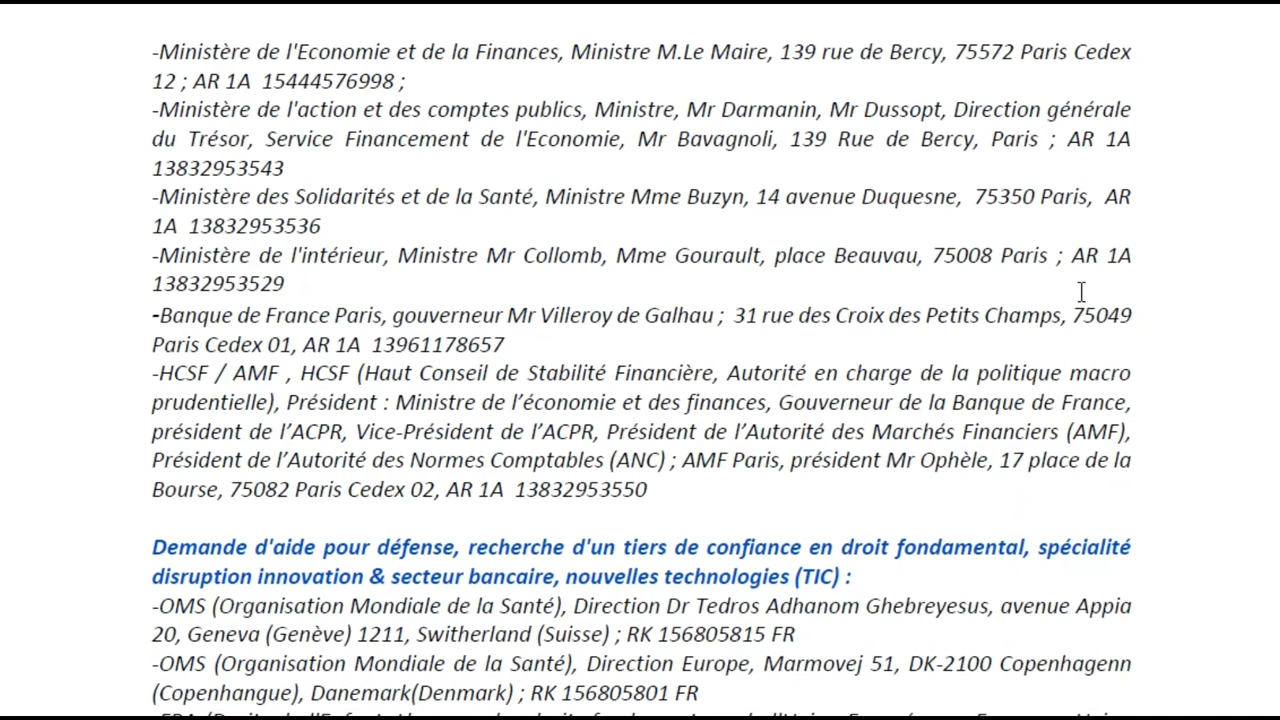 -Ministère de l'Economie et de la Finances, Ministre M.Le Maire, 139 rue de Bercy, 75572 Paris Cedex
12 ; AR 1A 15444576998 ;
-Ministère de l'action et des comptes publics, Ministre, Mr Darmanin, Mr Dussopt, Direction générale
du Trésor, Service Financement de l'Economie, Mr Bavagnoli, 139 Rue de Bercy, Paris ; AR 1A
13832953543
-Ministère des Solidarités et de la Santé, Ministre Mme Buzyn, 14 avenue Duquesne, 75350 Paris, AR
1A 13832953536
-Ministère de l'intérieur, Ministre Mr Collomb, Mme Gourault, place Beauvau, 75008 Paris ; AR 1A
13832953529
-Banque de France Paris, gouverneur Mr Villeroy de Galhau ; 31 rue des Croix des Petits Champs, 75049
Paris Cedex 01, AR 1A 13961178657
-HCSF / AMF , HCSF (Haut Conseil de Stabilité Financière, Autorité en charge de la politique macro
prudentielle), Président : Ministre de l’économie et des finances, Gouverneur de la Banque de France,
président de l’ACPR, Vice-Président de l’ACPR, Président de l’Autorité des Marchés Financiers (AMF),
Président de l’Autorité des Normes Comptables (ANC) ; AMF Paris, président Mr Ophèle, 17 place de la
Bourse, 75082 Paris Cedex 02, AR 1A 13832953550
Demande d'aide pour défense, recherche d'un tiers de confiance en droit fondamental, spécialité
disruption innovation & secteur bancaire, nouvelles technologies (TIC) :
-OMS (Organisation Mondiale de la Santé), Direction Dr Tedros Adhanom Ghebreyesus, avenue Appia
20, Geneva (Genève) 1211, Switherland (Suisse) ; RK 156805815 FR
-OMS (Organisation Mondiale de la Santé), Direction Europe, Marmovej 51, DK-2100 Copenhagenn
(Copenhangue), Danemark(Denmark) ; RK 156805801 FR